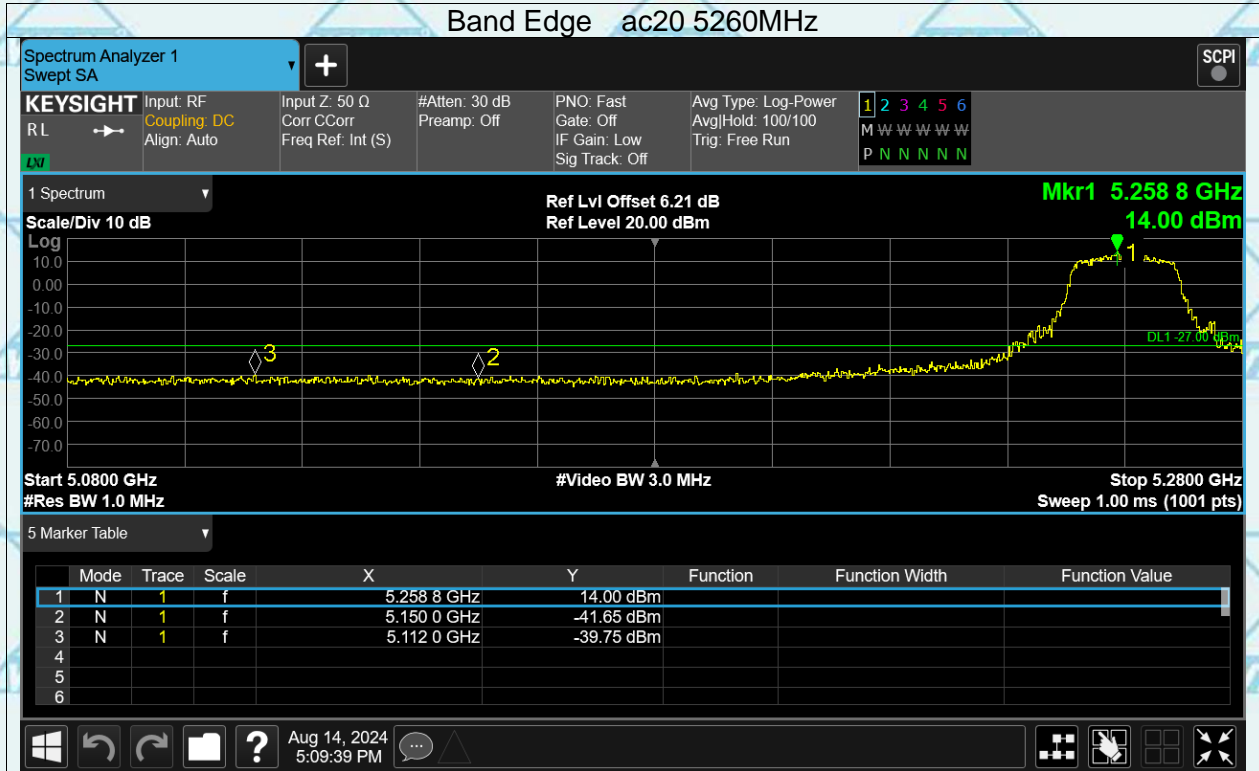 Band Edge ac20 5260MHz
Spectrum Analyzer 1
Swept SA
+
SCPI
KEYSIGHT Input: RF Input Z: 50 Ω #Atten: 30 dB PNO: Fast Avg Type: Log-Power 1 2 3 4 5 6
R L Coupling: DC Corr CCorr Preamp: Off Gate: Off Avg|Hold: 100/100 M W W W W W
Align: Auto Freq Ref: Int (S) IF Gain: Low Trig: Free Run P N N N N N
LXI Sig Track: Off
1 Spectrum Mkr1 5.258 8 GHz
Ref Lvl Offset 6.21 dB
Scale/Div 10 dB Ref Level 20.00 dBm 14.00 dBm
Log
1
10.0
0.00
-10.0
-20.0
DL1 -27.00 dBm
-30.0
3 2
-40.0
-50.0
-60.0
-70.0
Start 5.0800 GHz #Video BW 3.0 MHz Stop 5.2800 GHz
#Res BW 1.0 MHz Sweep 1.00 ms (1001 pts)
5 Marker Table
Mode Trace Scale X Y Function Function Width Function Value
1 N 1 f 5.258 8 GHz 14.00 dBm
2 N 1 f 5.150 0 GHz -41.65 dBm
3 N 1 f 5.112 0 GHz -39.75 dBm
4
5
6
? Aug 14, 2024
5:09:39 PM